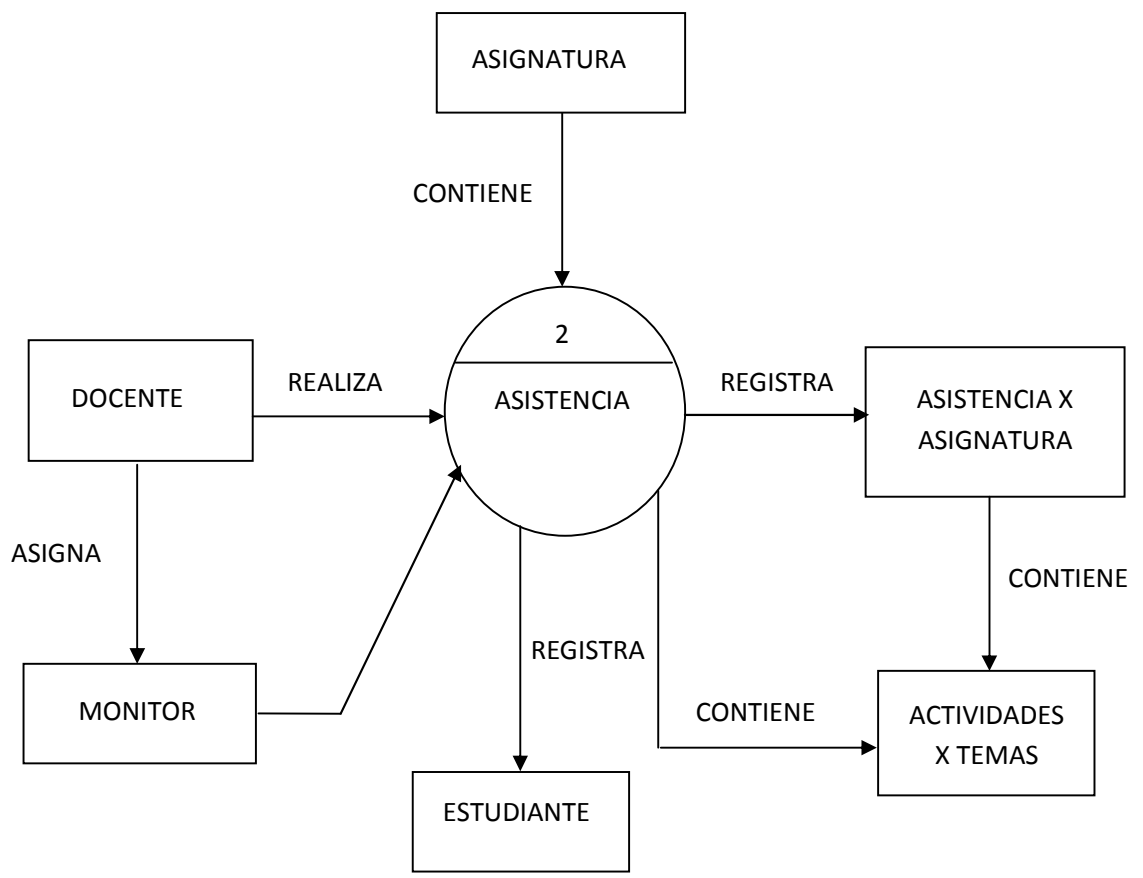 ASIGNATURA
CONTIENE
2
ASISTENCIA
DOCENTE
REALIZA
REGISTRA
ASISTENCIA X
ASIGNATURA
ASIGNA
CONTIENE
MONITOR
REGISTRA
CONTIENE
ACTIVIDADES
X TEMAS
ESTUDIANTE